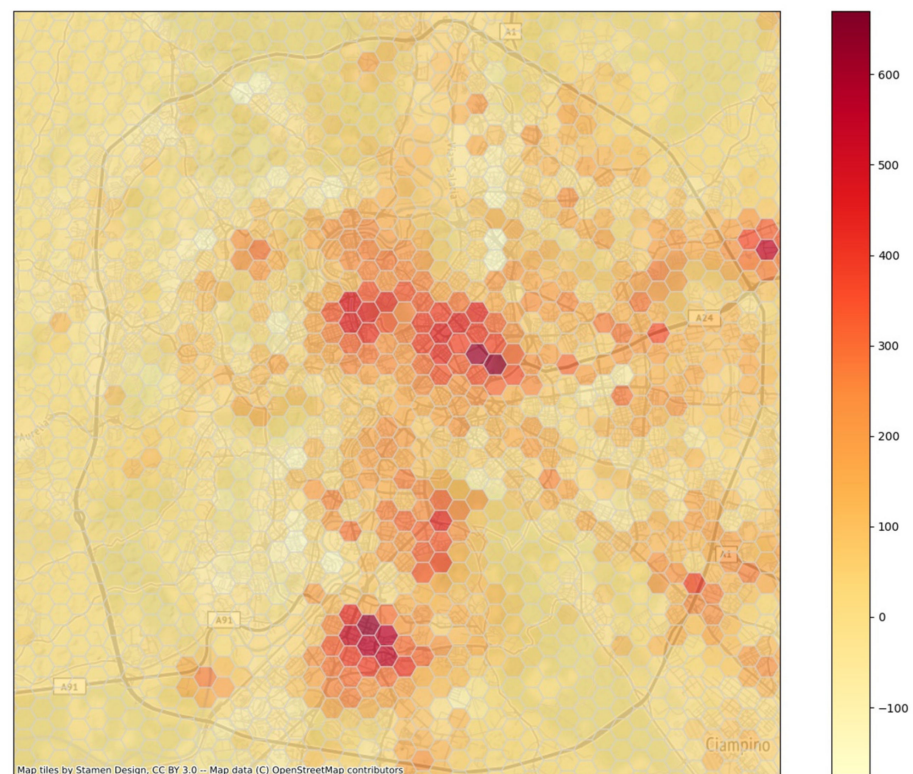 A1
600
500
400
A24
300
200
100
A1
0
A91
A91
−100
Ciampino
Map tiles by Stamen Design, CC BY 3.0 -- Map data (C) OpenStreetMap contributors